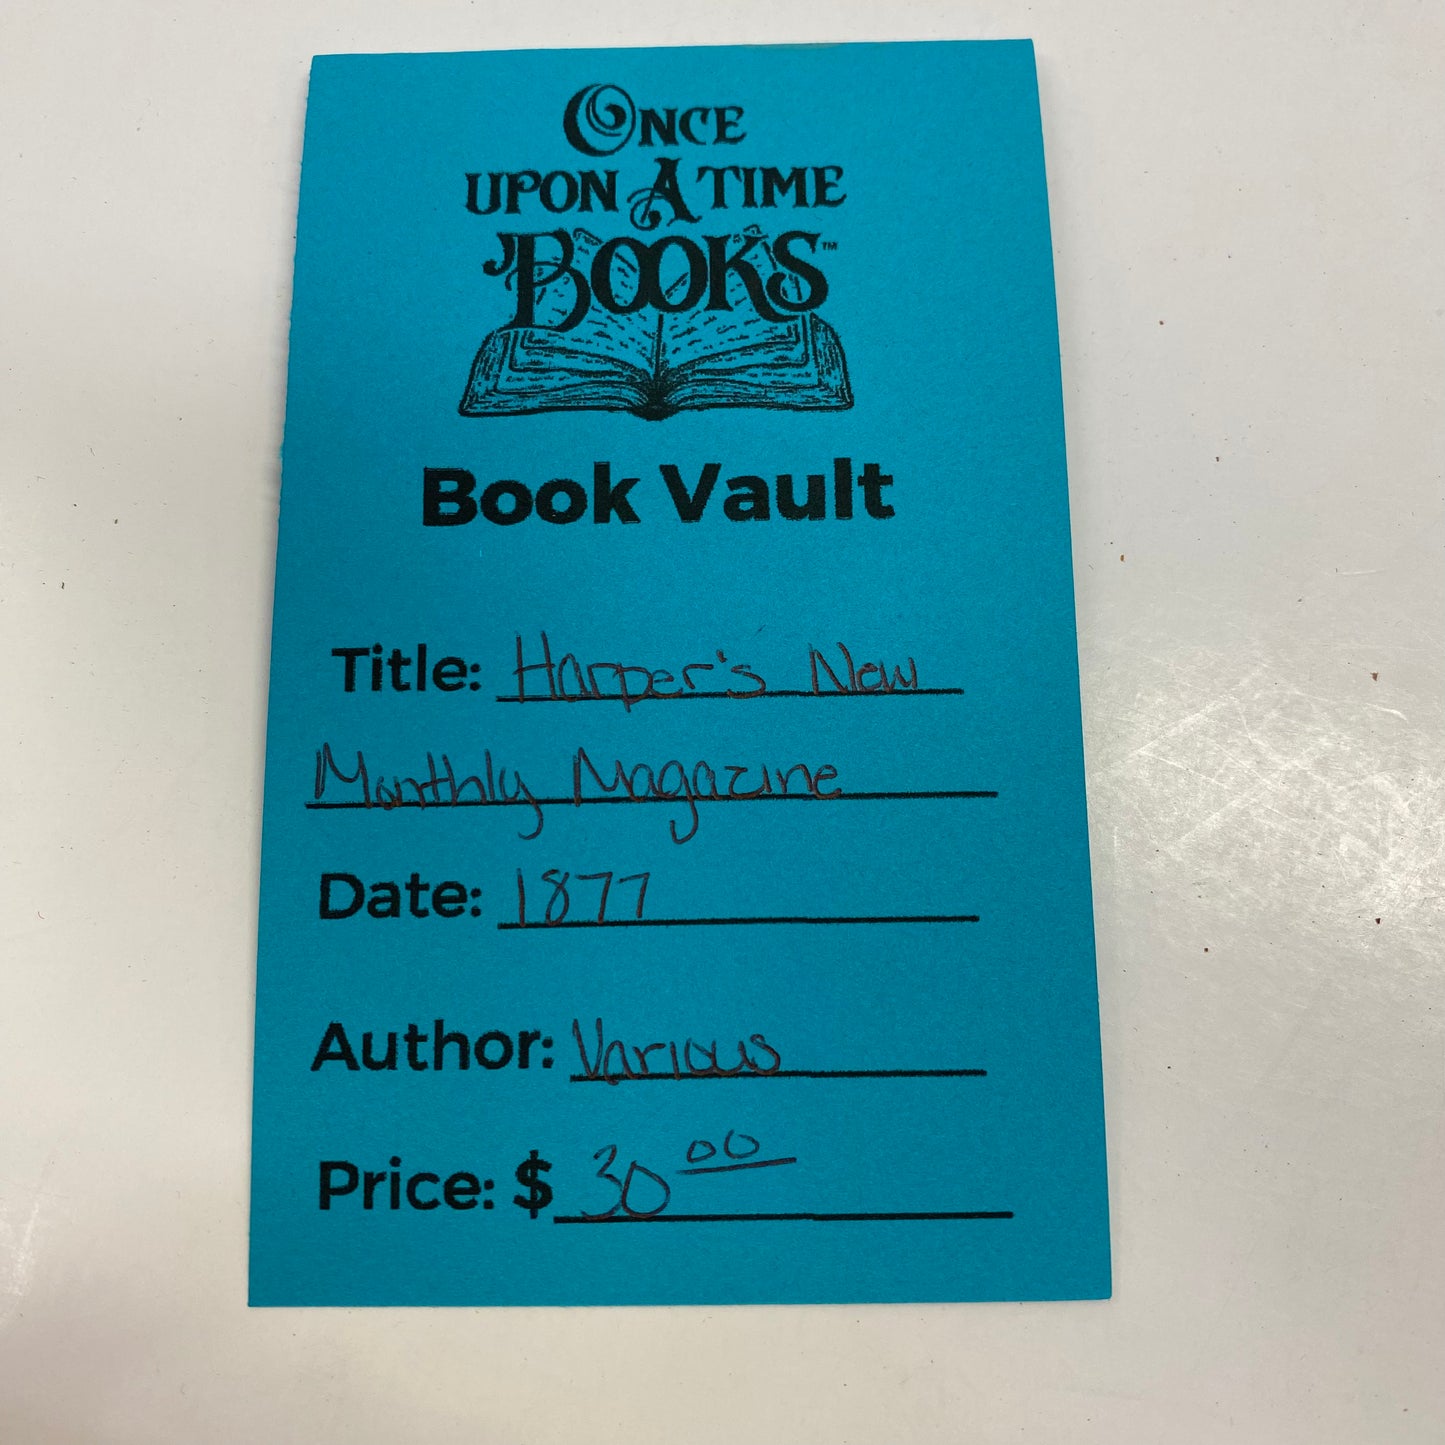 ONCE
UPON A TIME
BOOKS™
Book Vault
Title: Harper's New
Monthly Magazine
Date: 1877
Author: Various
Price: $ 30 00